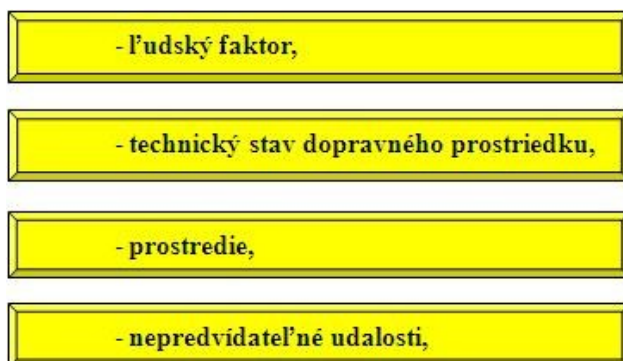 - ľudský faktor,
- technický stav dopravného prostriedku,
- prostredie,
- nepredvídateľné udalosti,